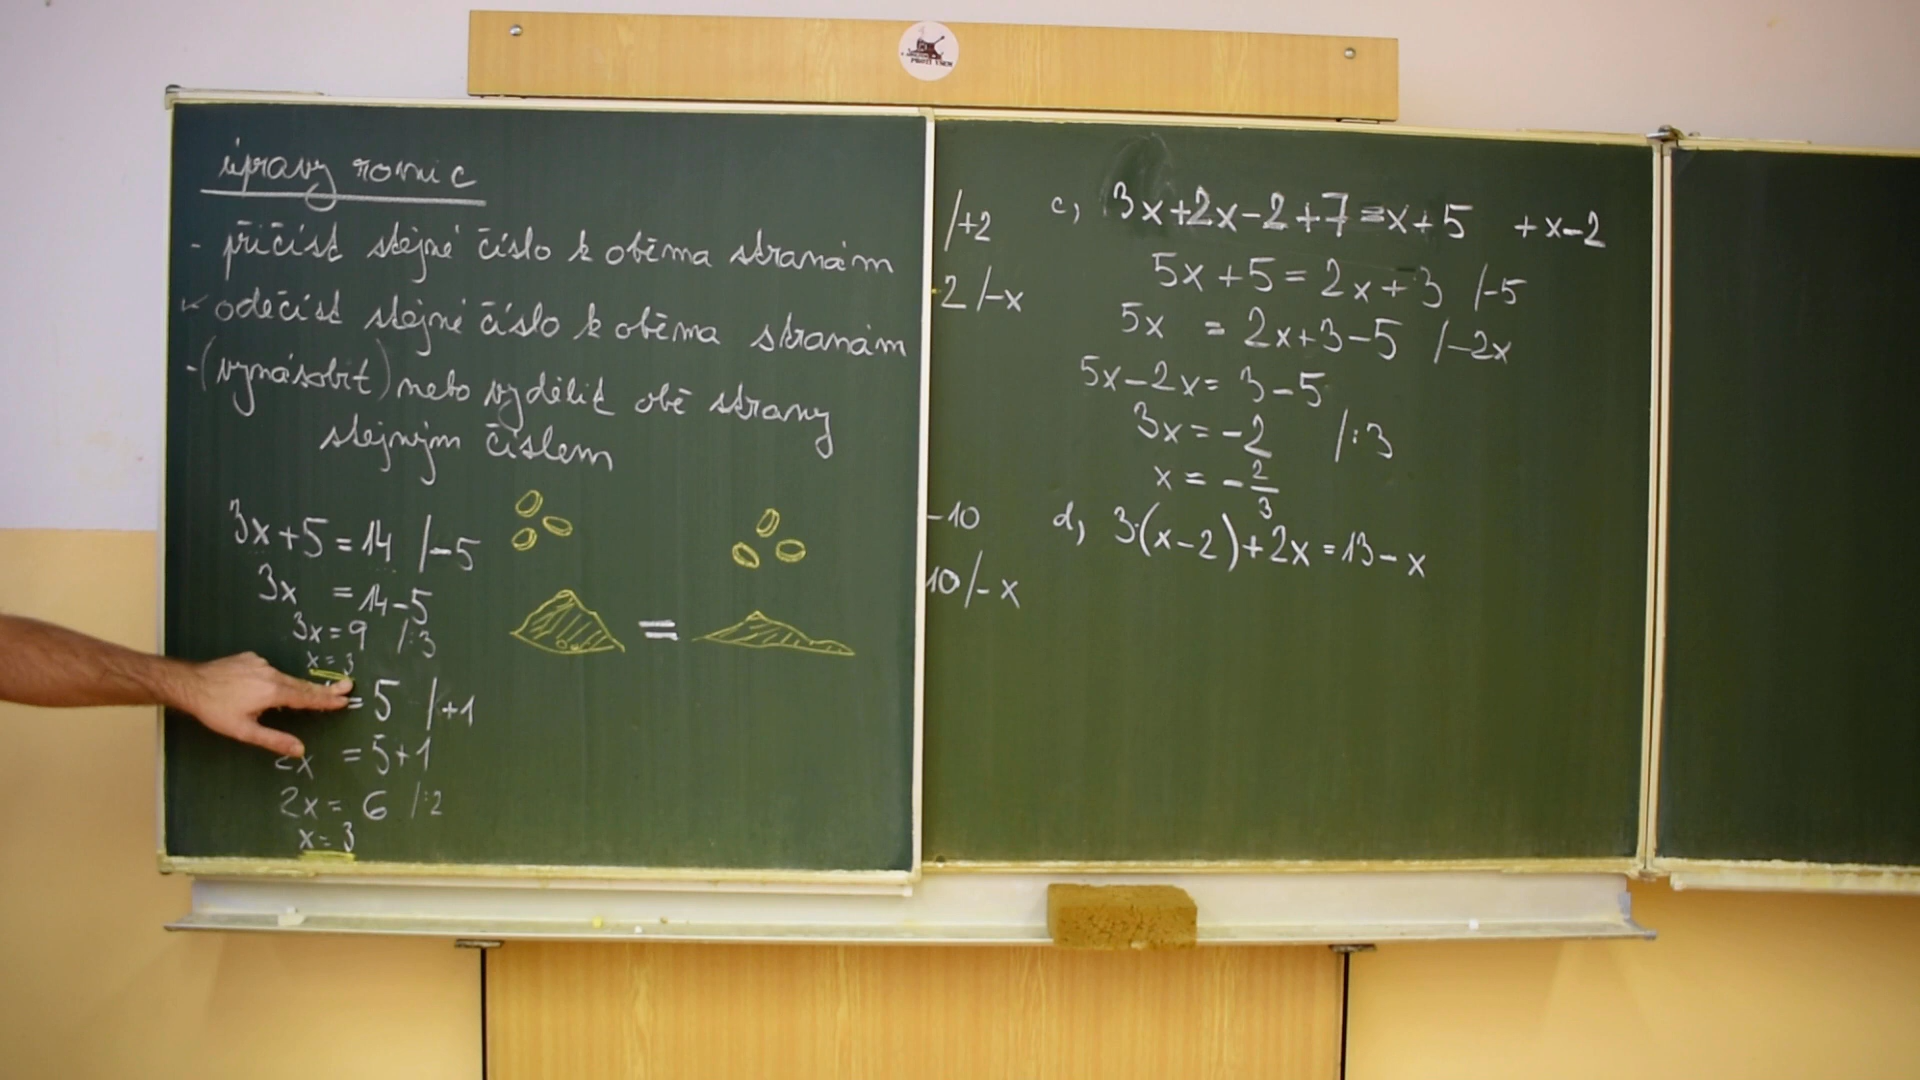 úpravy rovnic
- přičíst stejné číslo k oběma stranám
- odečíst stejné číslo k oběma stranám
- (vynásobit) nebo vydělit obě strany
stejným číslem
3x+5=14 /-5
3x =14-5
3x=9 /:3
x=3
=5 /+1
2x =5+1
2x=6 /:2
x=3
=
/+2
2 /-x
-10
10/-x
c, 3x+2x-2+7=x+5 +x-2
5x+5=2x+3 /-5
5x =2x+3-5 /-2x
5x-2x=3-5
3x=-2 /:3
x=-2/3
d, 3·(x-2)+2x=13-x